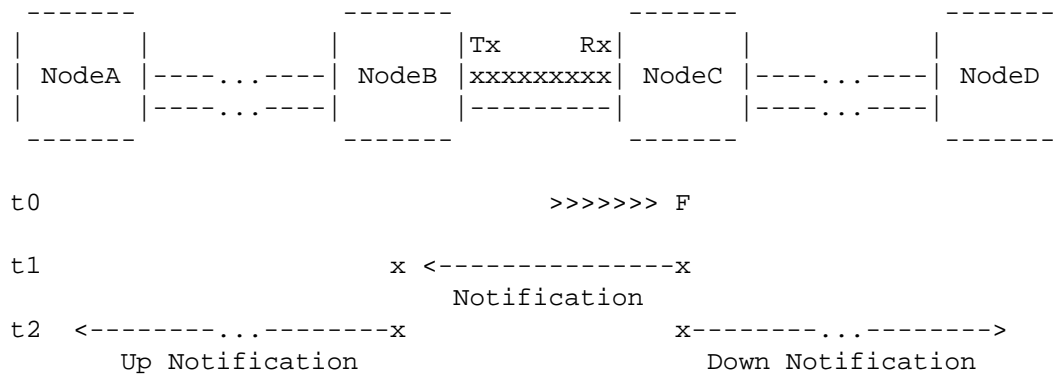 Tx Rx
NodeA |----...----| NodeB |xxxxxxxxx| NodeC |----...----| NodeD
t0 >>>>>>> F
t1 x <---------------x
Notification
t2 <--------...--------x x--------...-------->
Up Notification Down Notification